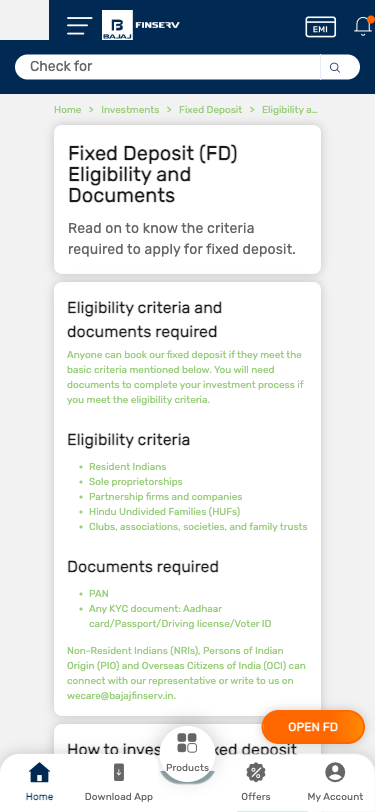 BAJAJ FINSERV
EMI
Check for
Home > Investments > Fixed Deposit > Eligibility a...
Fixed Deposit (FD)
Eligibility and
Documents
Read on to know the criteria
required to apply for fixed deposit.
Eligibility criteria and
documents required
Anyone can book our fixed deposit if they meet the
basic criteria mentioned below. You will need
documents to complete your investment process if
you meet the eligibility criteria.
Eligibility criteria
• Resident Indians
• Sole proprietorships
• Partnership firms and companies
• Hindu Undivided Families (HUFs)
• Clubs, associations, societies, and family trusts
Documents required
• PAN
• Any KYC document: Aadhaar
card/Passport/Driving license/Voter ID
Non-Resident Indians (NRIs), Persons of Indian
Origin (PIO) and Overseas Citizens of India (OCI) can
connect with our representative or write to us on
wecare@bajajfinserv.in.
OPEN FD
How to inves xed deposit
Products
Home
Download App
Offers
My Account